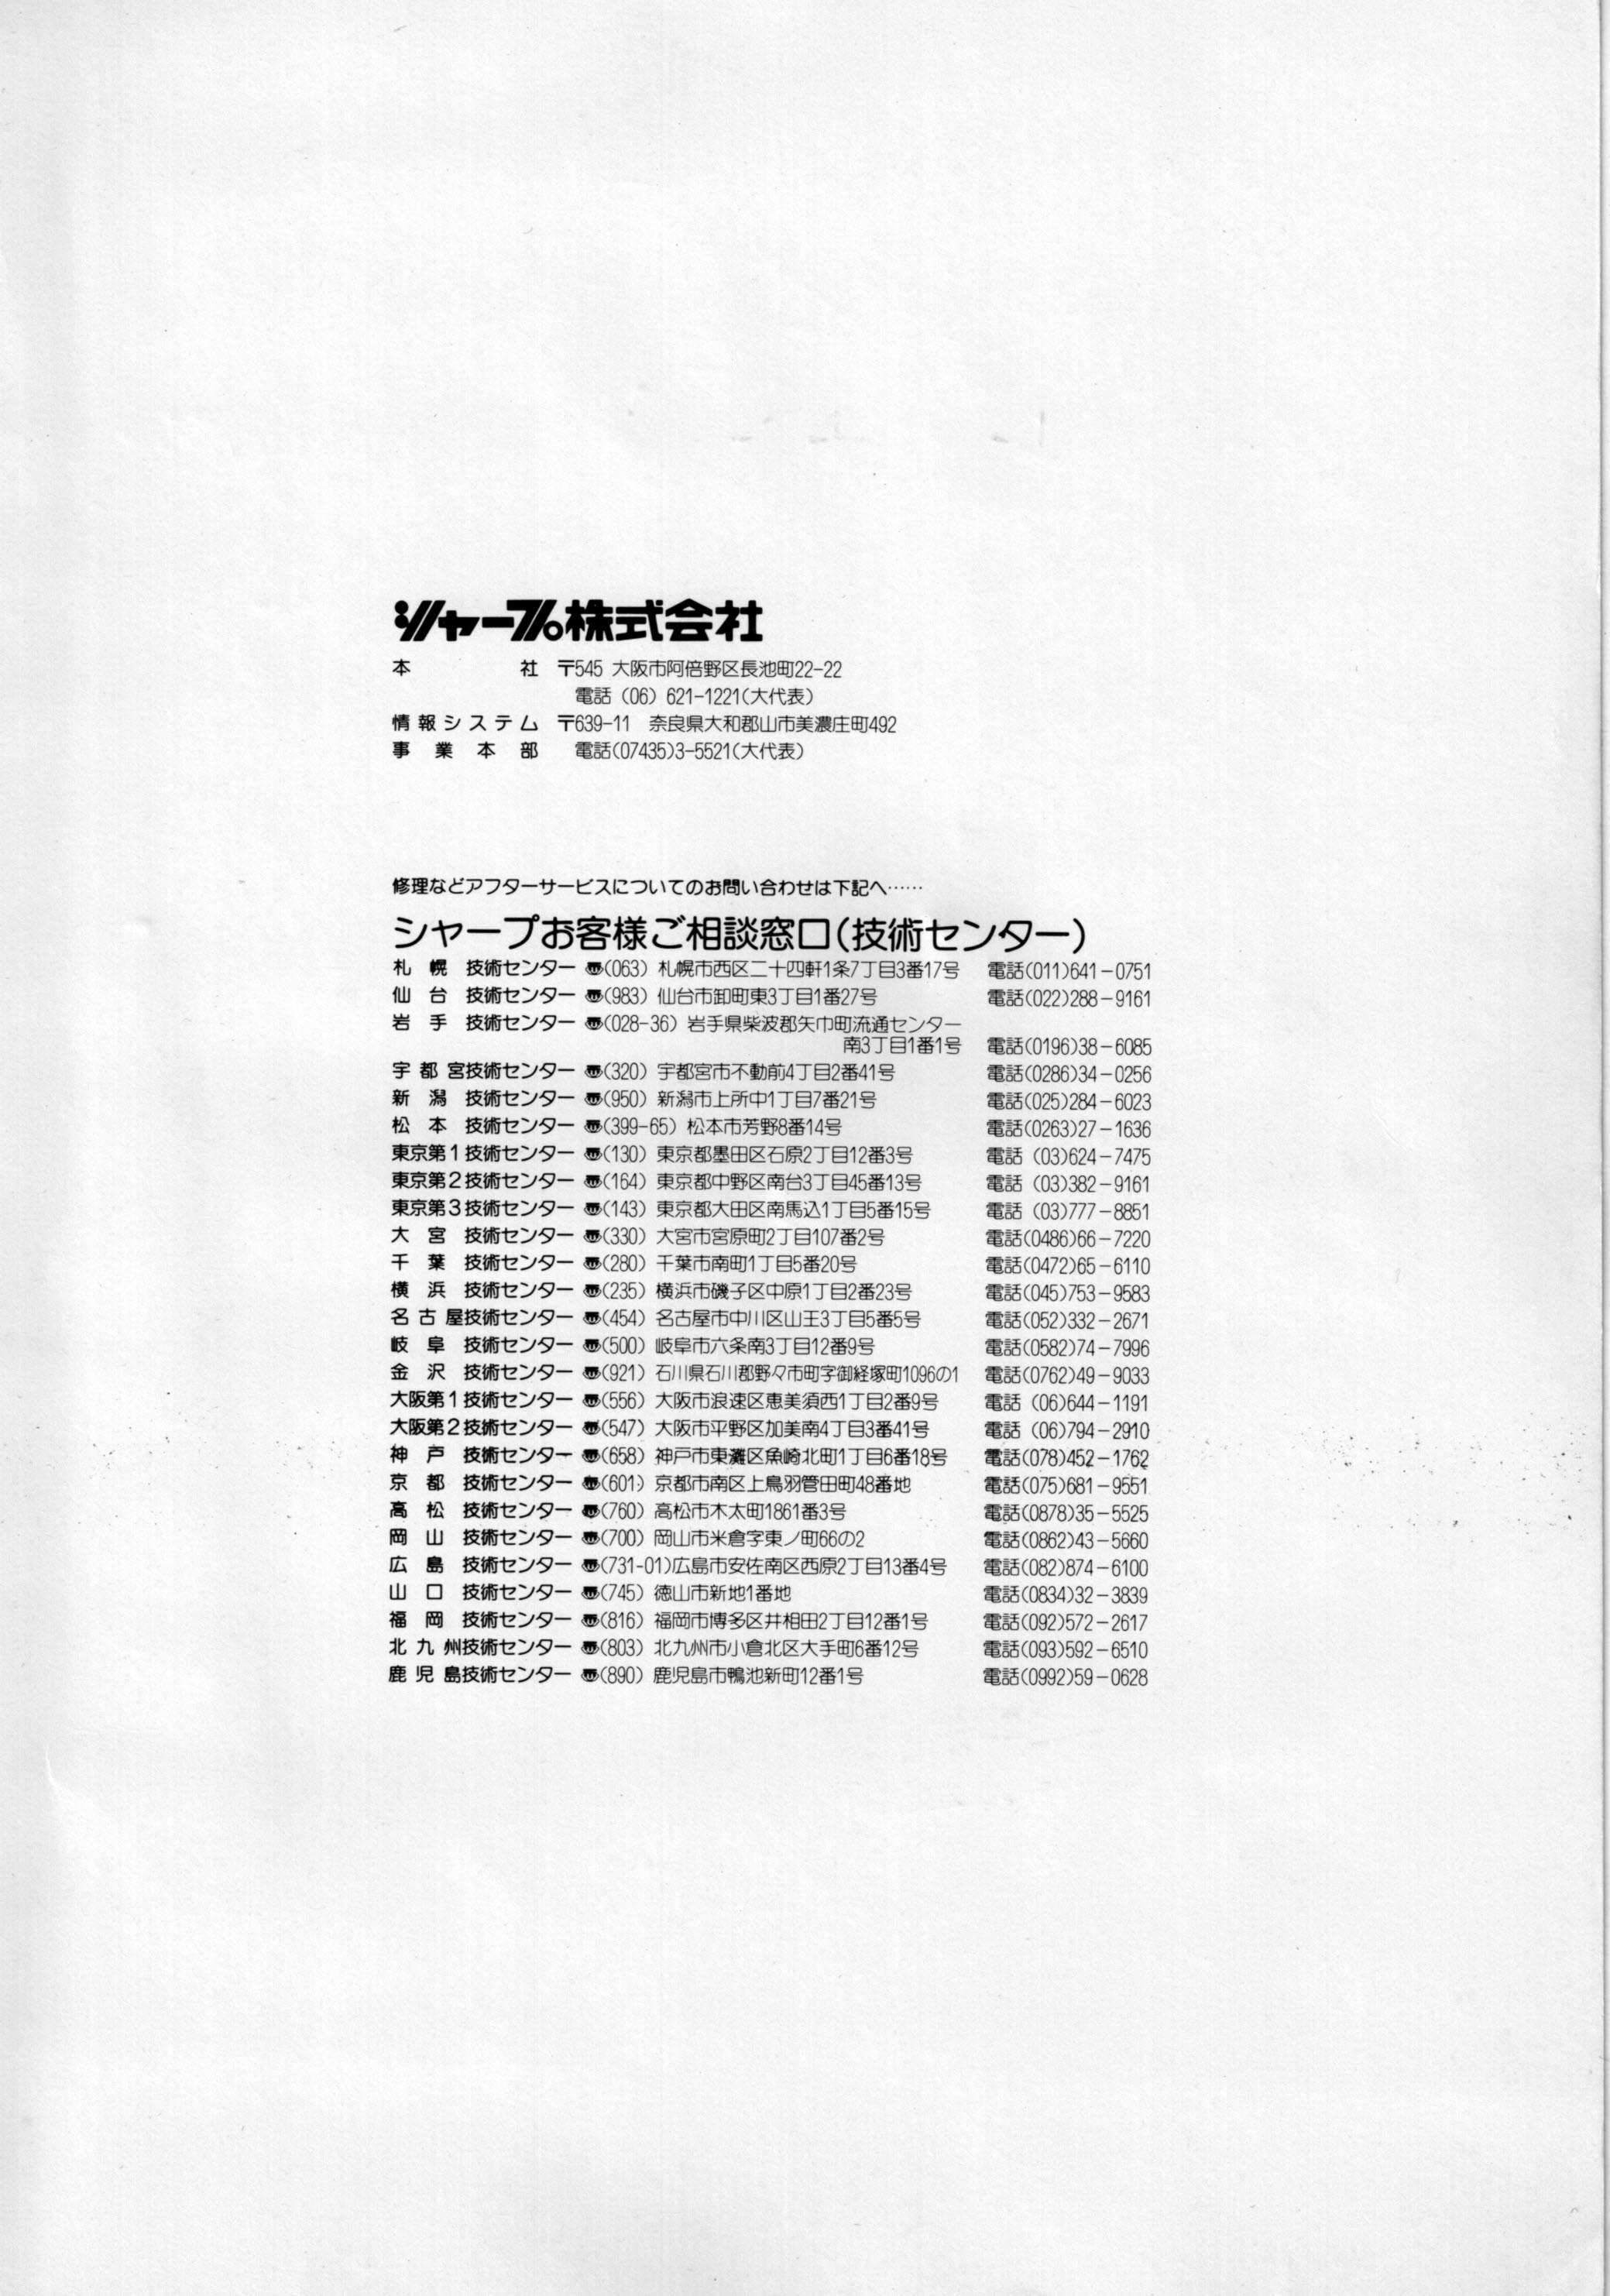 シャープ株式会社
本社 〒545 大阪市阿倍野区長池町22-22
電話（06）621-1221(大代表)
情報システム 〒639-11 奈良県大和郡山市美濃庄町492
事業本部 電話(07435)3-5521(大代表)
修理などアフターサービスについてのお問い合わせは下記へ……
シャープお客様ご相談窓口(技術センター)
札幌技術センター 〠(063) 札幌市西区二十四軒1条7丁目3番17号 電話(011)641-0751
仙台技術センター 〠(983) 仙台市卸町東3丁目1番27号 電話(022)288-9161
岩手技術センター 〠(028-36) 岩手県柴波郡矢巾町流通センター
南3丁目1番1号 電話(0196)38-6085
宇都宮技術センター 〠(320) 宇都宮市不動前4丁目2番41号 電話(0286)34-0256
新潟技術センター 〠(950) 新潟市上所中1丁目7番21号 電話(025)284-6023
松本技術センター 〠(399-65) 松本市芳野8番14号 電話(0263)27-1636
東京第1技術センター 〠(130) 東京都墨田区石原2丁目12番3号 電話 (03)624-7475
東京第2技術センター 〠(164) 東京都中野区南台3丁目45番13号 電話 (03)382-9161
東京第3技術センター 〠(143) 東京都大田区南馬込1丁目5番15号 電話 (03)777-8851
大宮技術センター 〠(330) 大宮市宮原町2丁目107番2号 電話(0486)66-7220
千葉技術センター 〠(280) 千葉市南町1丁目5番20号 電話(0472)65-6110
横浜技術センター 〠(235) 横浜市磯子区中原1丁目2番23号 電話(045)753-9583
名古屋技術センター 〠(454) 名古屋市中川区山王3丁目5番5号 電話(052)332-2671
岐阜技術センター 〠(500) 岐阜市六条南3丁目12番9号 電話(0582)74-7996
金沢技術センター 〠(921) 石川県石川郡野々市町字御経塚町1096の1 電話(0762)49-9033
大阪第1技術センター 〠(556) 大阪市浪速区恵美須西1丁目2番9号 電話 (06)644-1191
大阪第2技術センター 〠(547) 大阪市平野区加美南4丁目3番41号 電話 (06)794-2910
神戸技術センター 〠(658) 神戸市東灘区魚崎北町1丁目6番18号 電話(078)452-1762
京都技術センター 〠(601) 京都市南区上鳥羽管田町48番地 電話(075)681-9551
高松技術センター 〠(760) 高松市木太町1861番3号 電話(0878)35-5525
岡山技術センター 〠(700) 岡山市米倉字東ノ町66の2 電話(0862)43-5660
広島技術センター 〠(731-01)広島市安佐南区西原2丁目13番4号 電話(082)874-6100
山口技術センター 〠(745) 徳山市新地1番地 電話(0834)32-3839
福岡技術センター 〠(816) 福岡市博多区井相田2丁目12番1号 電話(092)572-2617
北九州技術センター 〠(803) 北九州市小倉北区大手町6番12号 電話(093)592-6510
鹿児島技術センター 〠(890) 鹿児島市鴨池新町12番1号 電話(0992)59-0628